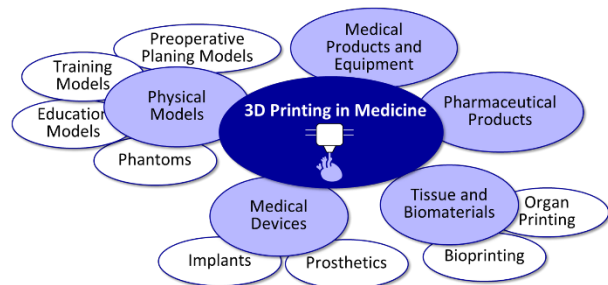 Preoperative
Planing Models
Training
Models
Education
Models
Phantoms
Physical
Models
Medical
Products and
Equipment
3D Printing in Medicine
Pharmaceutical
Products
Medical
Devices
Implants
Prosthetics
Tissue and
Biomaterials
Organ
Printing
Bioprinting